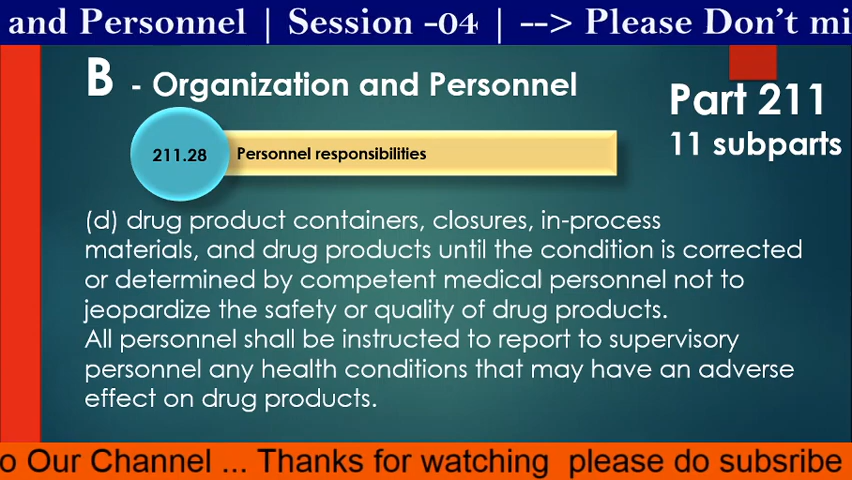 and Personnel | Session -04 | --> Please Don't mi
B - Organization and Personnel
Part 211
11 subparts
211.28 Personnel responsibilities
(d) drug product containers, closures, in-process
materials, and drug products until the condition is corrected
or determined by competent medical personnel not to
jeopardize the safety or quality of drug products.
All personnel shall be instructed to report to supervisory
personnel any health conditions that may have an adverse
effect on drug products.
o Our Channel ... Thanks for watching please do subsribe